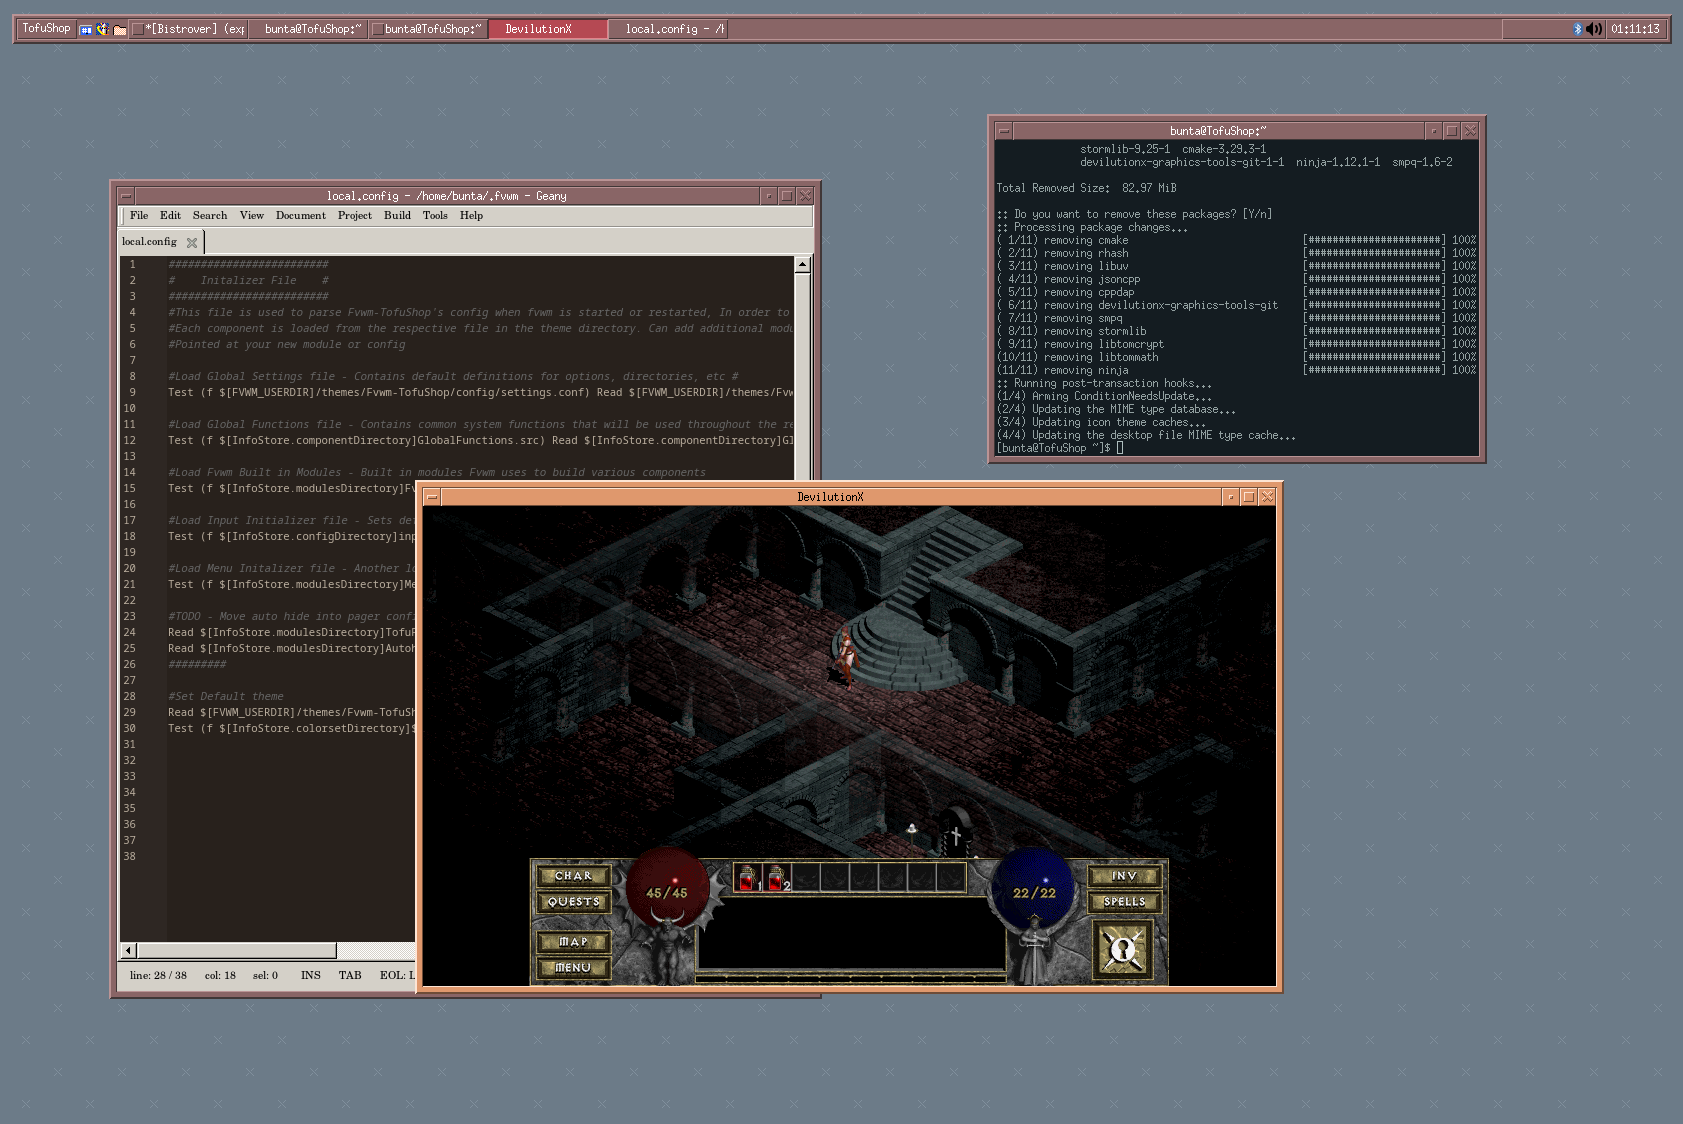 TofuShop
*[Bistrover] (exp
bunta@TofuShop:~
bunta@TofuShop:~
DevilutionX
local.config - /h
01:11:13
bunta@TofuShop:~
stormlib-9.25-1 cmake-3.29.3-1
devilutionx-graphics-tools-git-1-1 ninja-1.12.1-1 smpq-1.6-2
Total Removed Size: 82.97 MiB
:: Do you want to remove these packages? [Y/n]
:: Processing package changes...
( 1/11) removing cmake [######################] 100%
( 2/11) removing rhash [######################] 100%
( 3/11) removing libuv [######################] 100%
( 4/11) removing jsoncpp [######################] 100%
( 5/11) removing cppdap [######################] 100%
( 6/11) removing devilutionx-graphics-tools-git [######################] 100%
( 7/11) removing smpq [######################] 100%
( 8/11) removing stormlib [######################] 100%
( 9/11) removing libtomcrypt [######################] 100%
(10/11) removing libtommath [######################] 100%
(11/11) removing ninja [######################] 100%
:: Running post-transaction hooks...
(1/4) Arming ConditionNeedsUpdate...
(2/4) Updating the MIME type database...
(3/4) Updating icon theme caches...
(4/4) Updating the desktop file MIME type cache...
[bunta@TofuShop ~]$
local.config - /home/bunta/.fvwm - Geany
File Edit Search View Document Project Build Tools Help
local.config
1 #########################
2 # Initalizer File #
3 #########################
4 #This file is used to parse Fvwm-TofuShop's config when fvwm is started or restarted, In order to
5 #Each component is loaded from the respective file in the theme directory. Can add additional modu
6 #Pointed at your new module or config
7
8 #Load Global Settings file - Contains default definitions for options, directories, etc #
9 Test (f $[FVWM_USERDIR]/themes/Fvwm-TofuShop/config/settings.conf) Read $[FVWM_USERDIR]/themes/Fvw
10
11 #Load Global Functions file - Contains common system functions that will be used throughout the re
12 Test (f $[InfoStore.componentDirectory]GlobalFunctions.src) Read $[InfoStore.componentDirectory]Gl
13
14 #Load Fvwm Built in Modules - Built in modules Fvwm uses to build various components
15 Test (f $[InfoStore.modulesDirectory]Fv
16
17 #Load Input Initializer file - Sets def
18 Test (f $[InfoStore.configDirectory]inp
19
20 #Load Menu Initalizer file - Another lo
21 Test (f $[InfoStore.modulesDirectory]Me
22
23 #TODO - Move auto hide into pager confi
24 Read $[InfoStore.modulesDirectory]TofuP
25 Read $[InfoStore.modulesDirectory]Autoh
26 #########
27
28 #Set Default theme
29 Read $[FVWM_USERDIR]/themes/Fvwm-TofuSh
30 Test (f $[InfoStore.colorsetDirectory]$
31
32
33
34
35
36
37
38
line: 28 / 38 col: 18 sel: 0 INS TAB EOL: L
DevilutionX
CHAR
QUESTS
MAP
MENU
45/45
1 2
22/22
INV
SPELLS